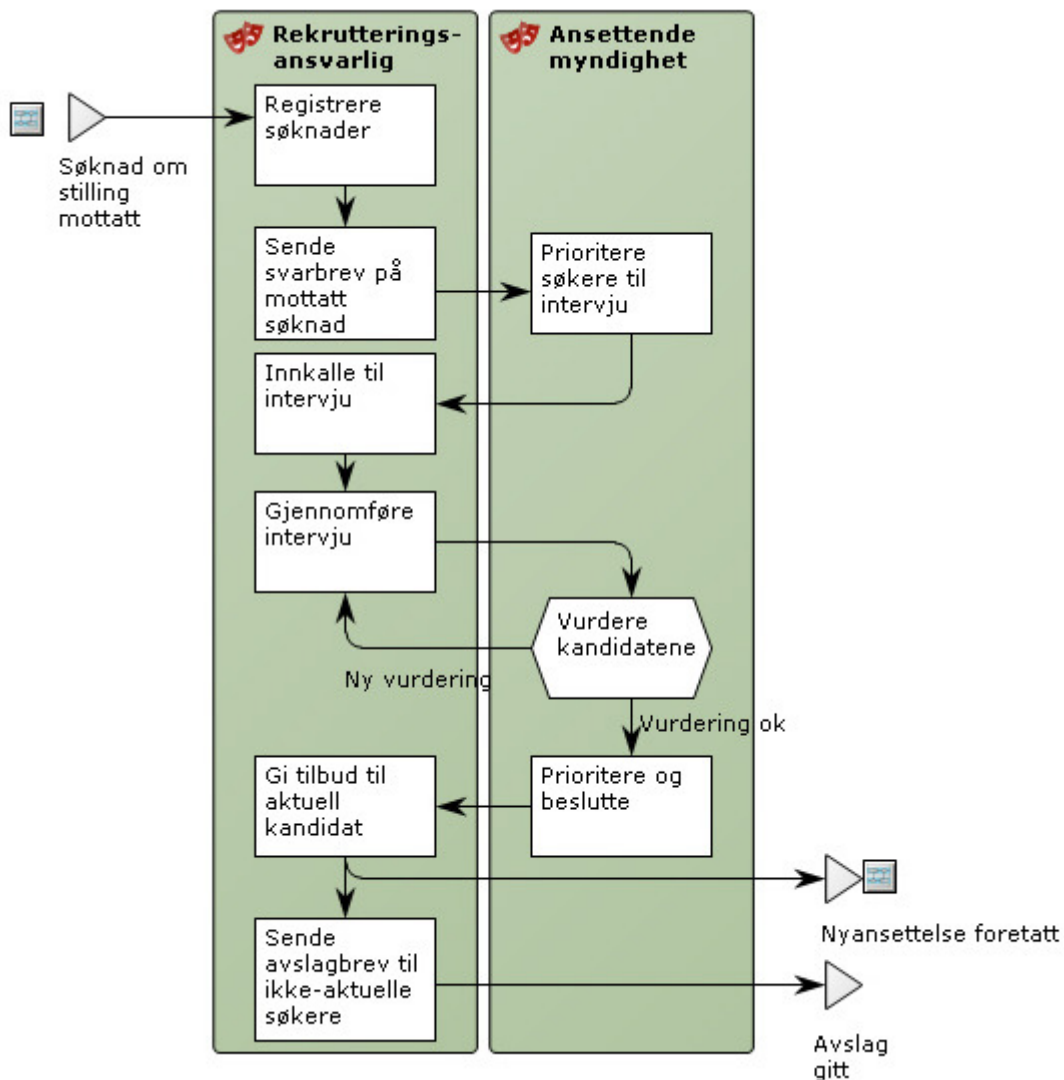 Rekrutterings-
ansvarlig
Ansettende
myndighet
Registrere
søknader
Søknad om
stilling
mottatt
Sende
svarbrev på
mottatt
søknad
Prioritere
søkere til
intervju
Innkalle til
intervju
Gjennomføre
intervju
Vurdere
kandidatene
Ny vurdering
Vurdering ok
Gi tilbud til
aktuell
kandidat
Prioritere og
beslutte
Nyansettelse foretatt
Sende
avslagbrev til
ikke-aktuelle
søkere
Avslag
gitt